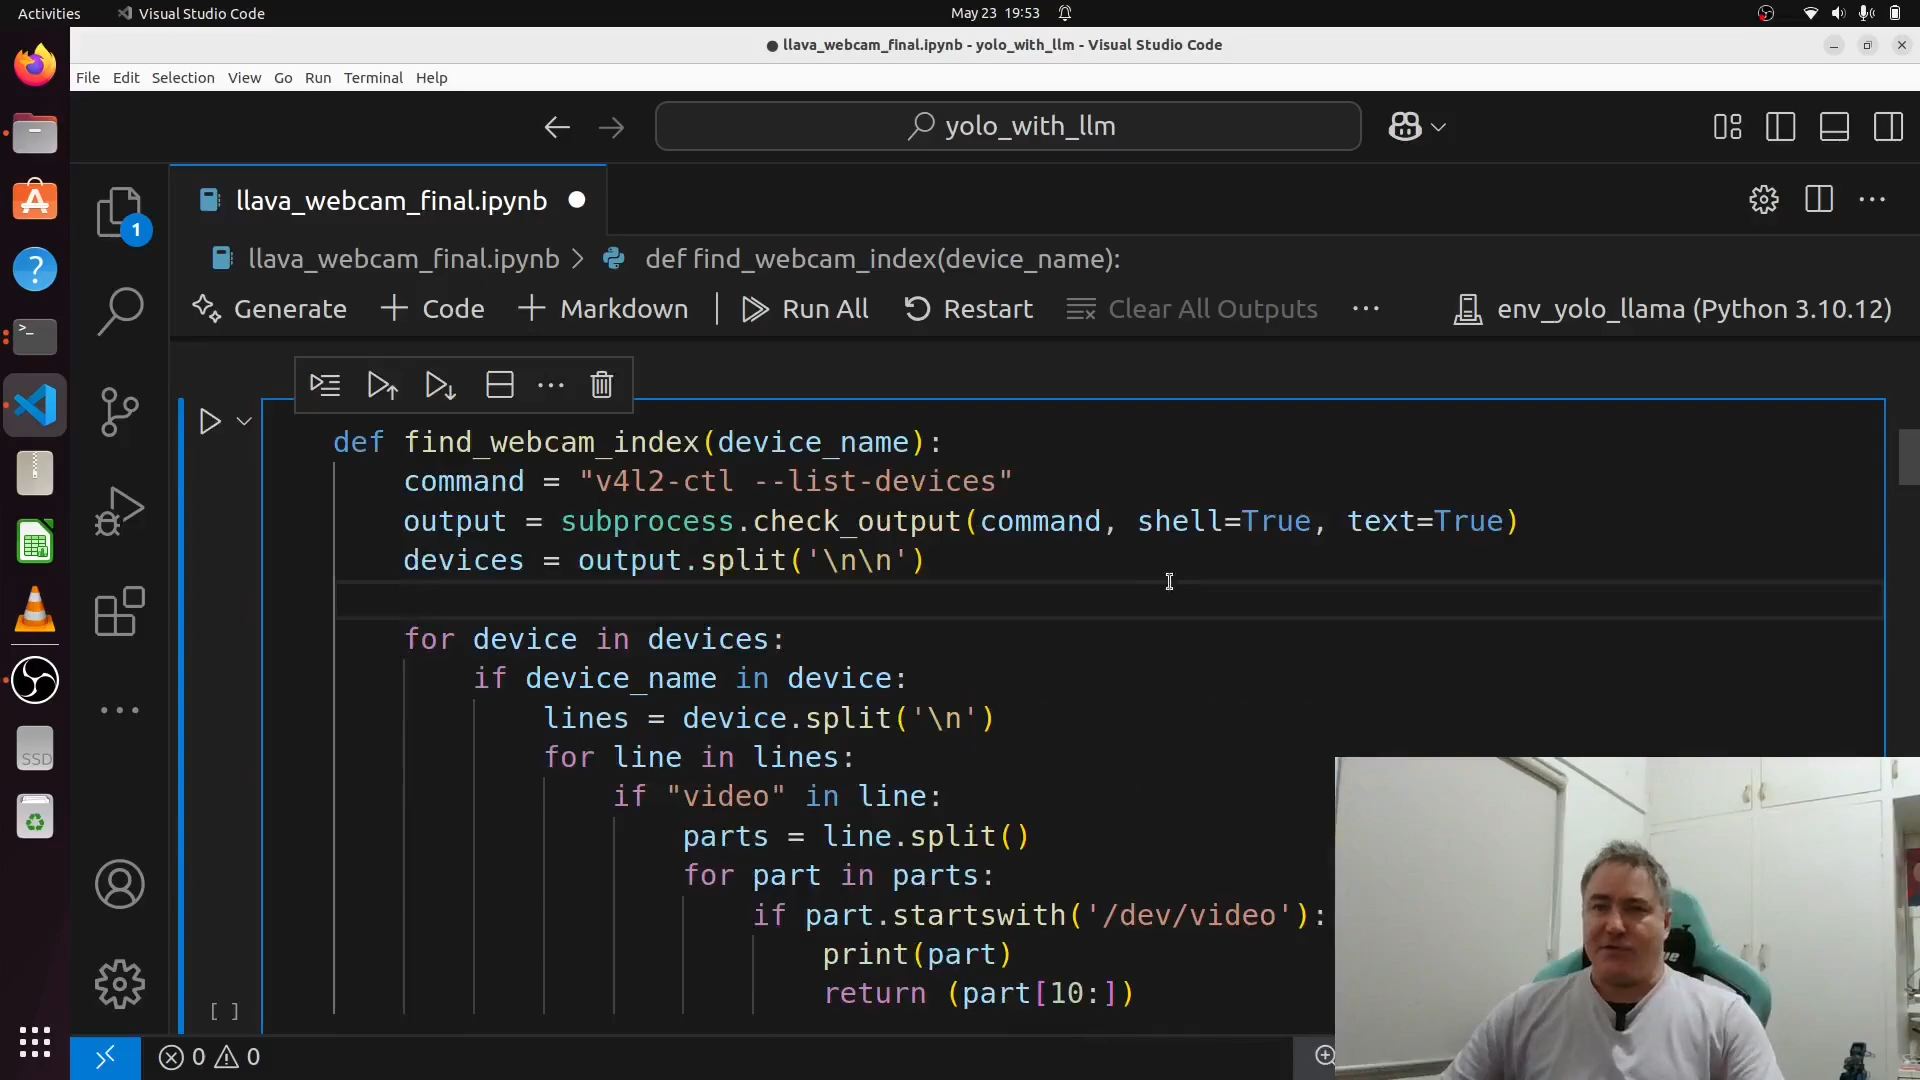 Activities
Visual Studio Code
May 23 19:53
llava_webcam_final.ipynb - yolo_with_llm - Visual Studio Code
File Edit Selection View Go Run Terminal Help
yolo_with_llm
llava_webcam_final.ipynb
1
llava_webcam_final.ipynb > def find_webcam_index(device_name):
Generate + Code + Markdown | Run All Restart Clear All Outputs ... env_yolo_llama (Python 3.10.12)
def find_webcam_index(device_name):
command = "v4l2-ctl --list-devices"
output = subprocess.check_output(command, shell=True, text=True)
devices = output.split('\n\n')
for device in devices:
if device_name in device:
lines = device.split('\n')
for line in lines:
if "video" in line:
parts = line.split()
for part in parts:
if part.startswith('/dev/video'):
print(part)
return (part[10:])
[ ]
SSD
0 0